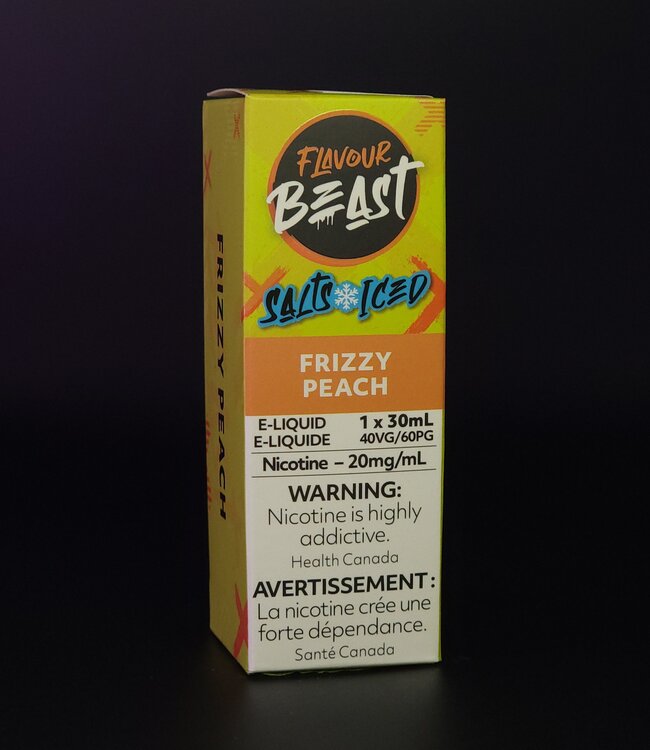 FLAVOUR
BEAST
SALTS ICED
FRIZZY
PEACH
E-LIQUID 1 x 30mL
E-LIQUIDE 40VG/60PG
Nicotine – 20mg/mL
WARNING:
Nicotine is highly
addictive.
Health Canada
AVERTISSEMENT:
La nicotine crée une
forte dépendance.
Santé Canada
FRIZZY PEACH